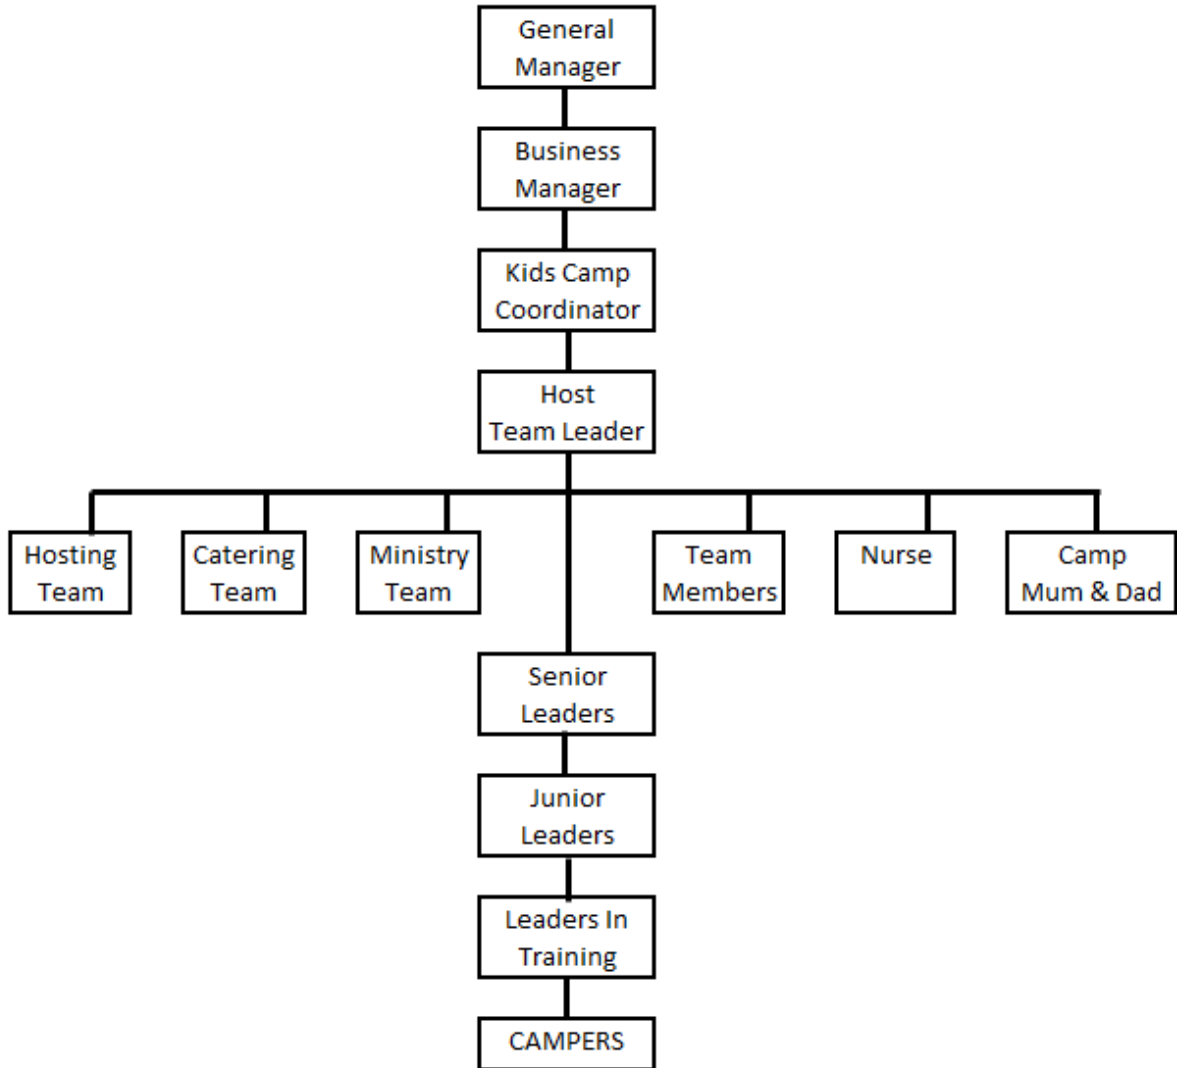 General
Manager
Business
Manager
Kids Camp
Coordinator
Host
Team Leader
Hosting
Team
Catering
Team
Ministry
Team
Team
Members
Nurse
Camp
Mum & Dad
Senior
Leaders
Junior
Leaders
Leaders In
Training
CAMPERS